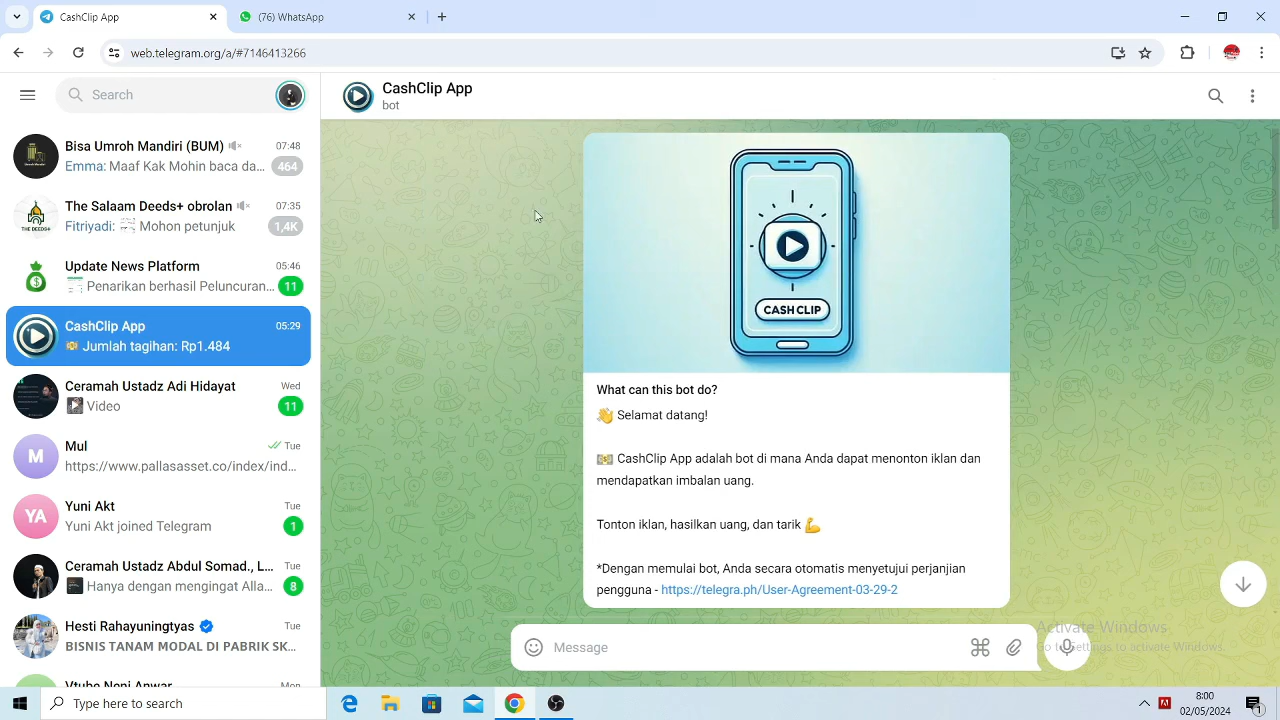 CashClip App
(76) WhatsApp
web.telegram.org/a/#7146413266
Search
Bisa Umroh Mandiri (BUM)
07:48
Emma: Maaf Kak Mohin baca da...
464
The Salaam Deeds+ obrolan
07:35
Fitriyadi: Mohon petunjuk
1,4K
Update News Platform
05:46
Penarikan berhasil Peluncuran...
11
CashClip App
05:29
Jumlah tagihan: Rp1.484
Ceramah Ustadz Adi Hidayat
Wed
Video
11
M
Mul
Tue
https://www.pallasasset.co/index/ind...
YA
Yuni Akt
Tue
Yuni Akt joined Telegram
1
Ceramah Ustadz Abdul Somad., L...
Tue
Hanya dengan mengingat Alla...
8
Hesti Rahayuningtyas
Tue
BISNIS TANAM MODAL DI PABRIK SK...
Mon
CashClip App
bot
CASH CLIP
What can this bot do?
👋 Selamat datang!
💵 CashClip App adalah bot di mana Anda dapat menonton iklan dan
mendapatkan imbalan uang.
Tonton iklan, hasilkan uang, dan tarik 💪
*Dengan memulai bot, Anda secara otomatis menyetujui perjanjian
pengguna - https://telegra.ph/User-Agreement-03-29-2
Message
Activate Windows
Go to Settings to activate Windows.
Type here to search
8:00
02/05/2024